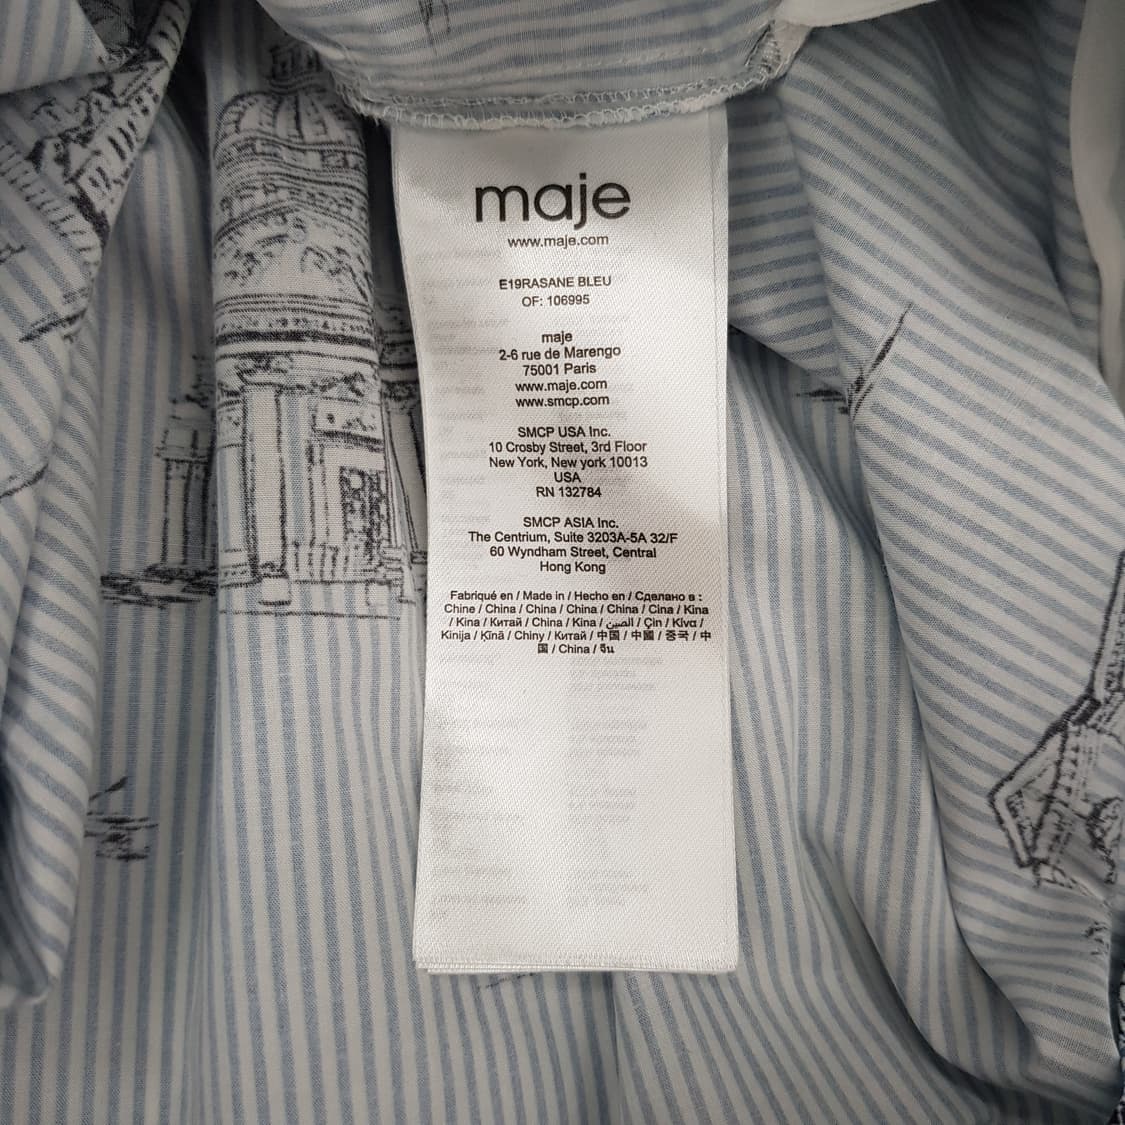 maje
www.maje.com
E19RASANE BLEU
OF: 106995
maje
2-6 rue de Marengo
75001 Paris
www.maje.com
www.smcp.com
SMCP USA Inc.
10 Crosby Street, 3rd Floor
New York, New york 10013
USA
RN 132784
SMCP ASIA Inc.
The Centrium, Suite 3203A-5A 32/F
60 Wyndham Street, Central
Hong Kong
Fabriqué en / Made in / Hecho en / Сделано в :
Chine / China / China / China / China / Cina / Kina
/ Kina / Китай / China / Kina / الصين / Çin / Kίνα /
Kinija / Ķīnā / Chiny / Китай / 中国 / 中國 / 중국 / 中
国 / China / จีน